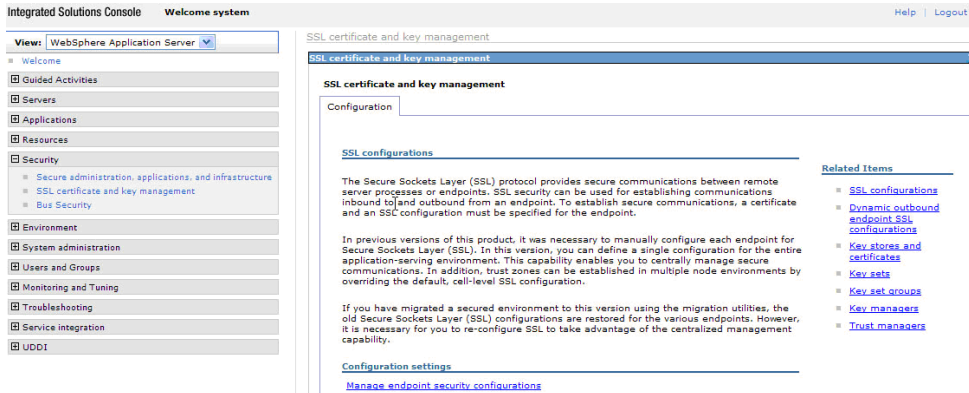 Integrated Solutions Console Welcome system
Help | Logout
View: WebSphere Application Server
Welcome
Guided Activities
Servers
Applications
Resources
Security
Secure administration, applications, and infrastructure
SSL certificate and key management
Bus Security
Environment
System administration
Users and Groups
Monitoring and Tuning
Troubleshooting
Service integration
UDDI
SSL certificate and key management
SSL certificate and key management
SSL certificate and key management
Configuration
SSL configurations
The Secure Sockets Layer (SSL) protocol provides secure communications between remote
server processes or endpoints. SSL security can be used for establishing communications
inbound to and outbound from an endpoint. To establish secure communications, a certificate
and an SSL configuration must be specified for the endpoint.
In previous versions of this product, it was necessary to manually configure each endpoint for
Secure Sockets Layer (SSL). In this version, you can define a single configuration for the entire
application-serving environment. This capability enables you to centrally manage secure
communications. In addition, trust zones can be established in multiple node environments by
overriding the default, cell-level SSL configuration.
If you have migrated a secured environment to this version using the migration utilities, the
old Secure Sockets Layer (SSL) configurations are restored for the various endpoints. However,
it is necessary for you to re-configure SSL to take advantage of the centralized management
capability.
Configuration settings
Manage endpoint security configurations
Related Items
SSL configurations
Dynamic outbound
endpoint SSL
configurations
Key stores and
certificates
Key sets
Key set groups
Key managers
Trust managers